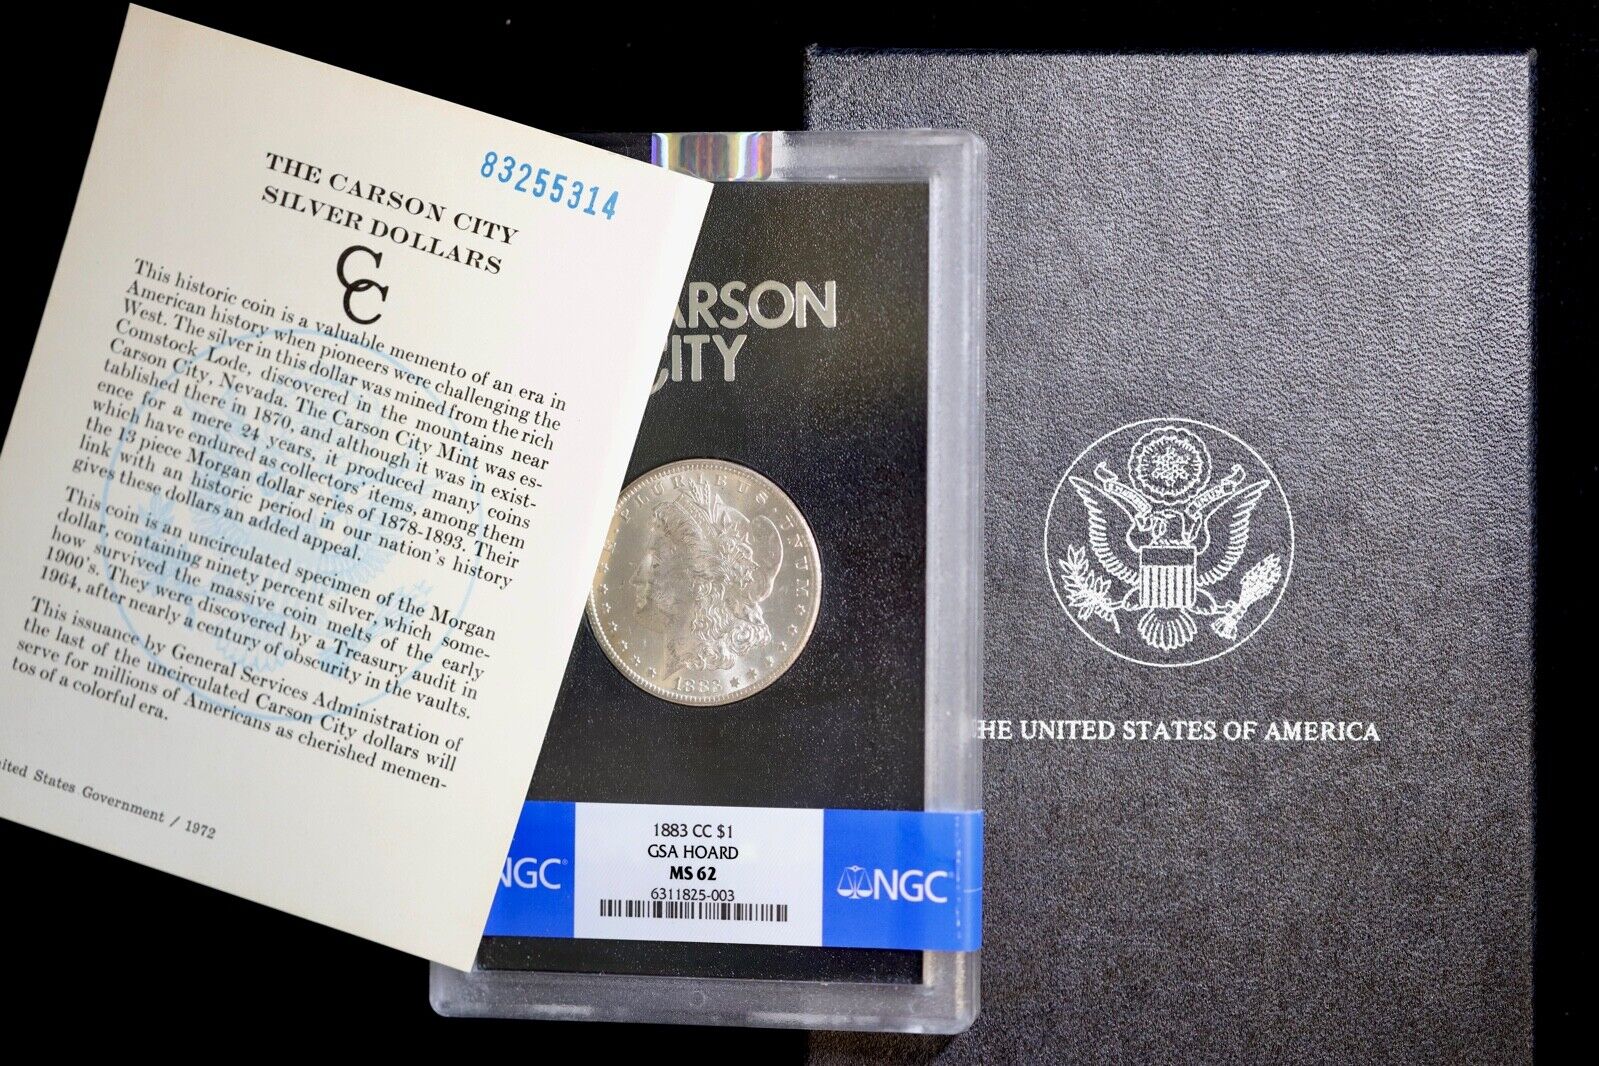 83255314
THE CARSON CITY
SILVER DOLLARS
CC
This historic coin is a valuable memento of an era in
American history when pioneers were challenging the
West. The silver in this dollar was mined from the rich
Comstock Lode, discovered in the mountains near
Carson City, Nevada. The Carson City Mint was es-
tablished there in 1870, and although it was in exist-
ence for a mere 24 years, it produced many coins
which have endured as collectors items, among them
the 13 piece Morgan dollar series of 1878-1893. Their
link with an historic period in our nation's history
gives these dollars an added appeal.
This coin is an uncirculated specimen of the Morgan
dollar, containing ninety percent silver, which some-
how survived the massive coin melts of the early
1900's. They were discovered by a Treasury audit in
1964, after nearly a century of obscurity in the vaults.
This issuance by General Services Administration of
the last of the uncirculated Carson City dollars will
serve for millions of Americans as cherished memen-
tos of a colorful era.
ited States Government / 1972
ARSON
CITY
PLURIBUS · UNUM
1883
NGC
1883 CC $1
GSA HOARD
MS 62
6311825-003
NGC
HE UNITED STATES OF AMERICA